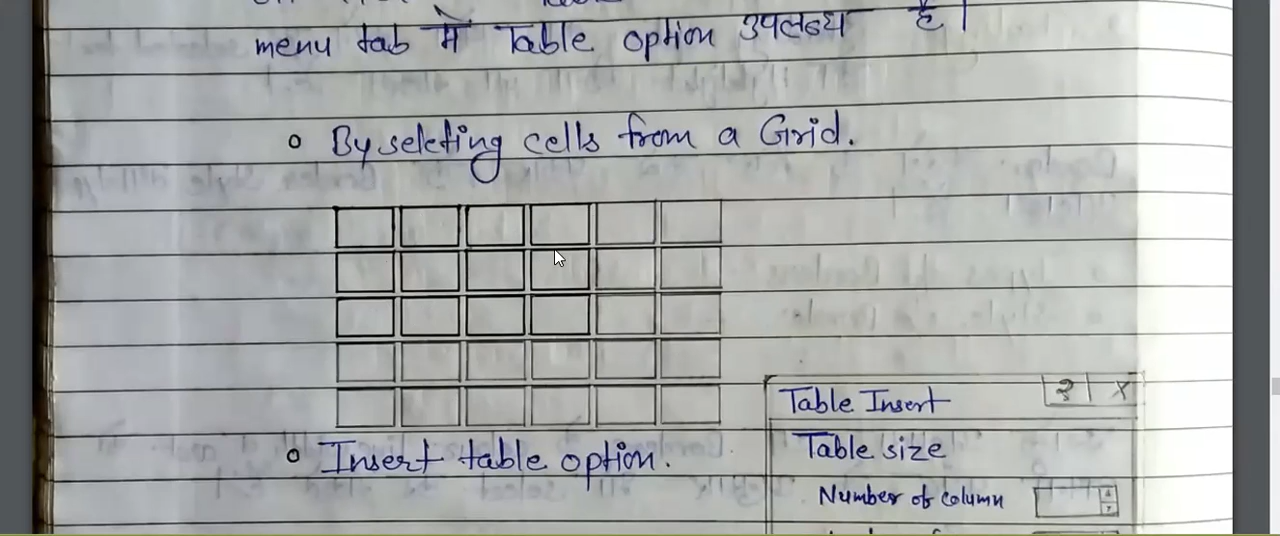 menu tab में Table option उपलब्ध है।
By seleting cells from a Grid.
Insert table option.
Table Insert ? X
Table size
Number of column